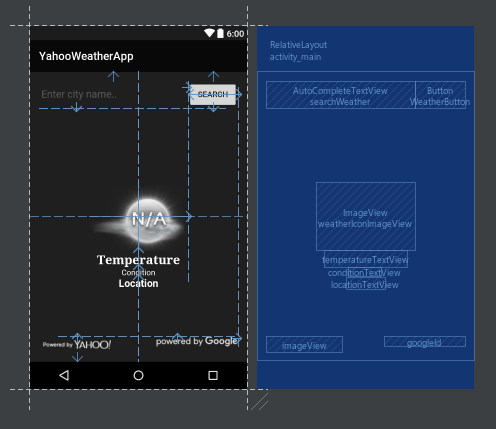 6:00
YahooWeatherApp
Enter city name..
SEARCH
N/A
Temperature
Condition
Location
Powered by YAHOO!
powered by Google
RelativeLayout
activity_main
AutoCompleteTextView
searchWeather
Button
WeatherButton
ImageView
weatherIconImageView
temperatureTextView
conditionTextView
locationTextView
imageView
googleId